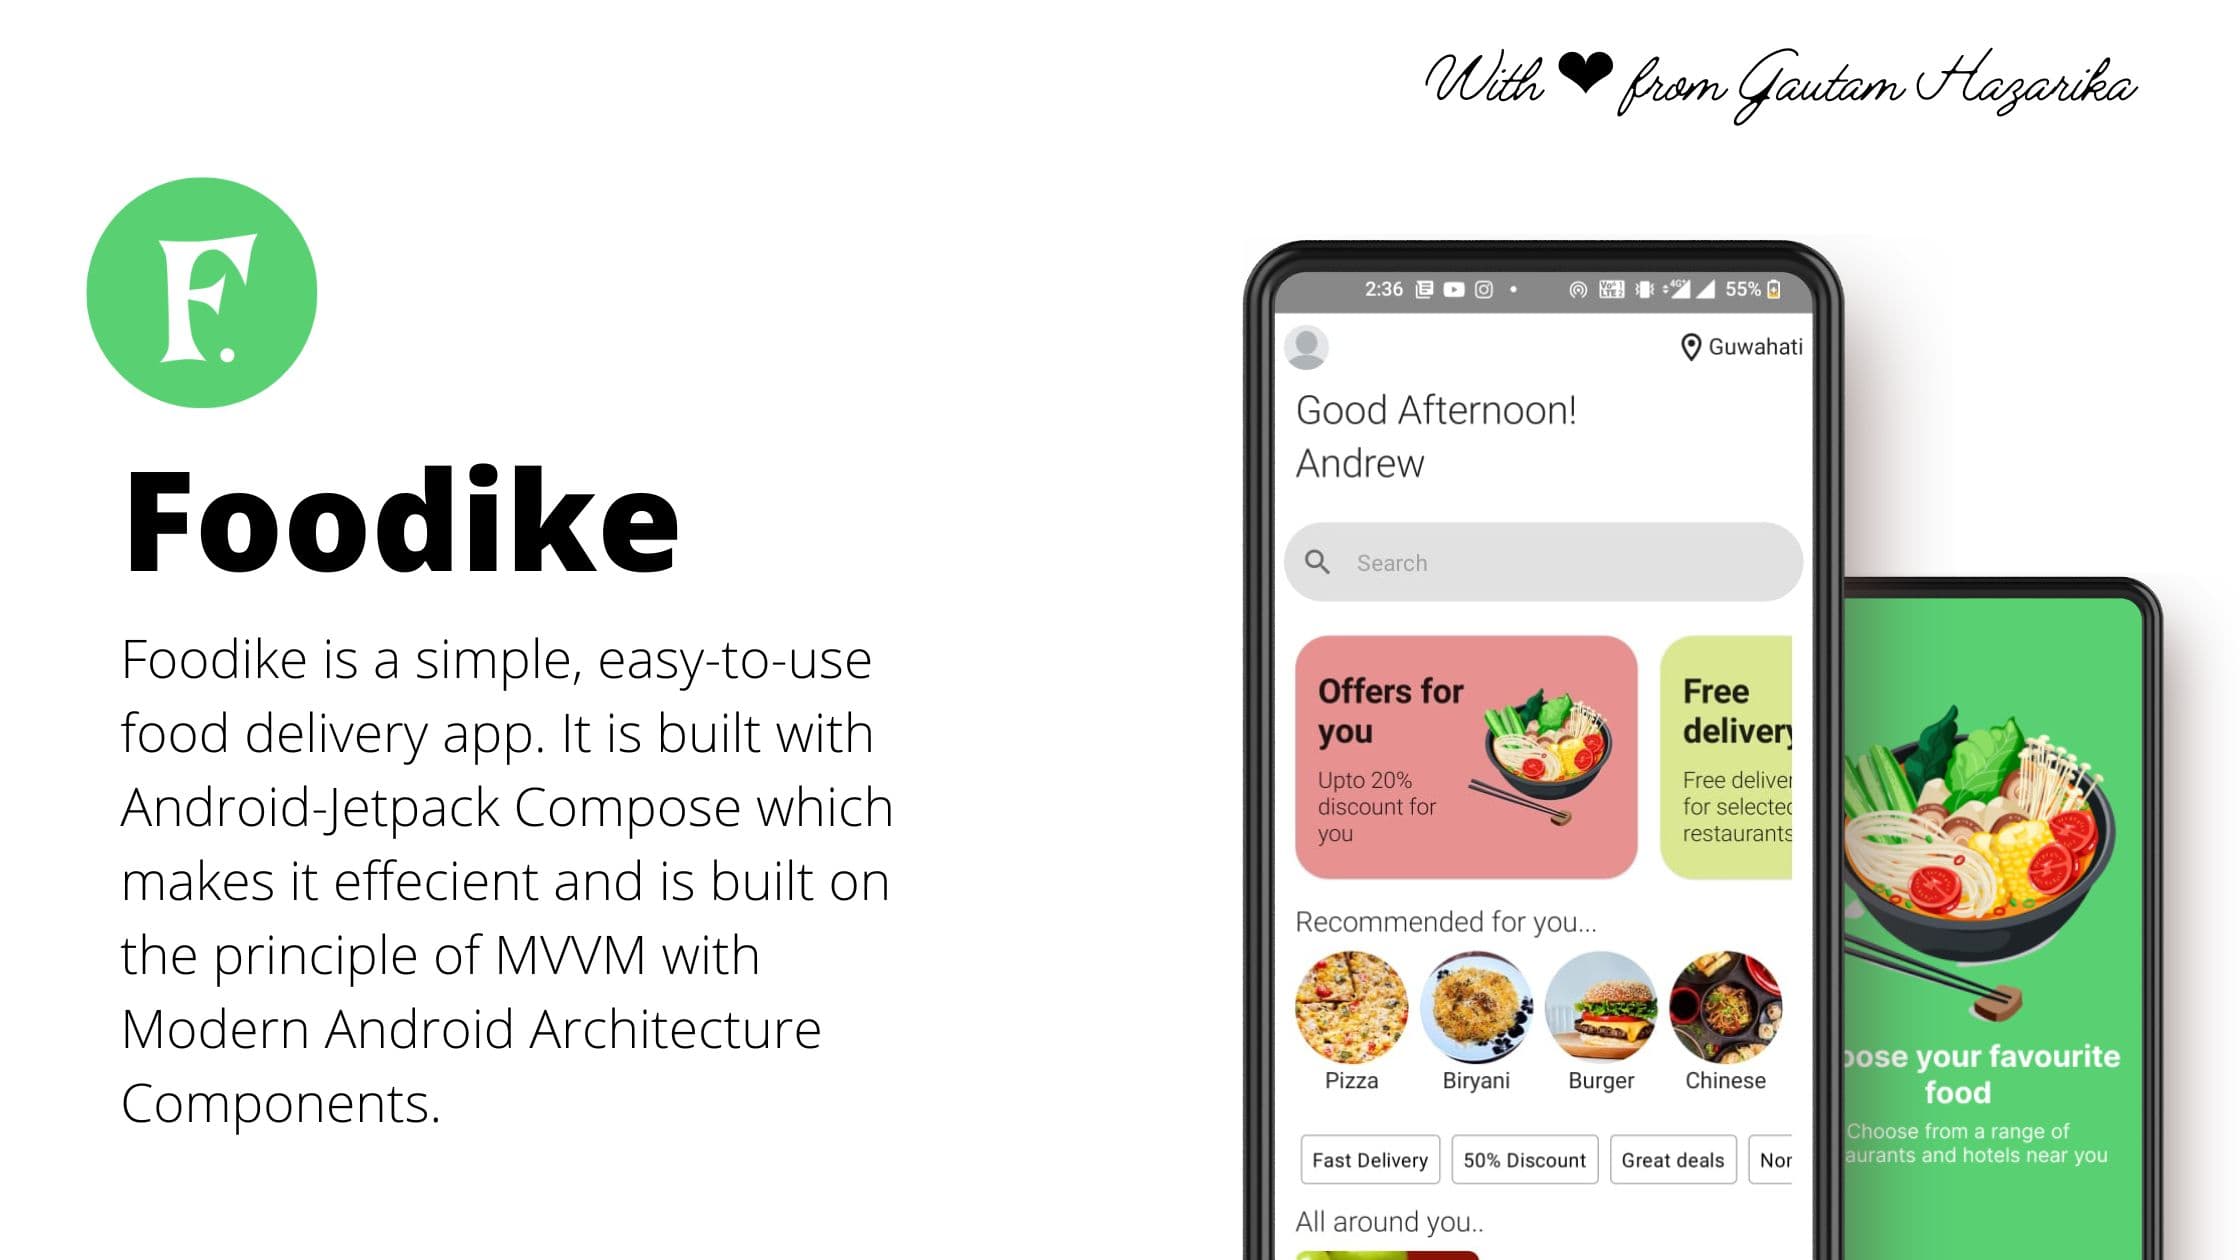 With ❤ from Gautam Hazarika
F.
Foodike
Foodike is a simple, easy-to-use
food delivery app. It is built with
Android-Jetpack Compose which
makes it effecient and is built on
the principle of MVVM with
Modern Android Architecture
Components.
2:36
4G+
55%
Guwahati
Good Afternoon!
Andrew
Search
Offers for
you
Upto 20%
discount for
you
Free
delivery
Free deliver
for selected
restaurants
Recommended for you...
Pizza
Biryani
Burger
Chinese
Fast Delivery
50% Discount
Great deals
Nor
All around you..
oose your favourite
food
Choose from a range of
aurants and hotels near you